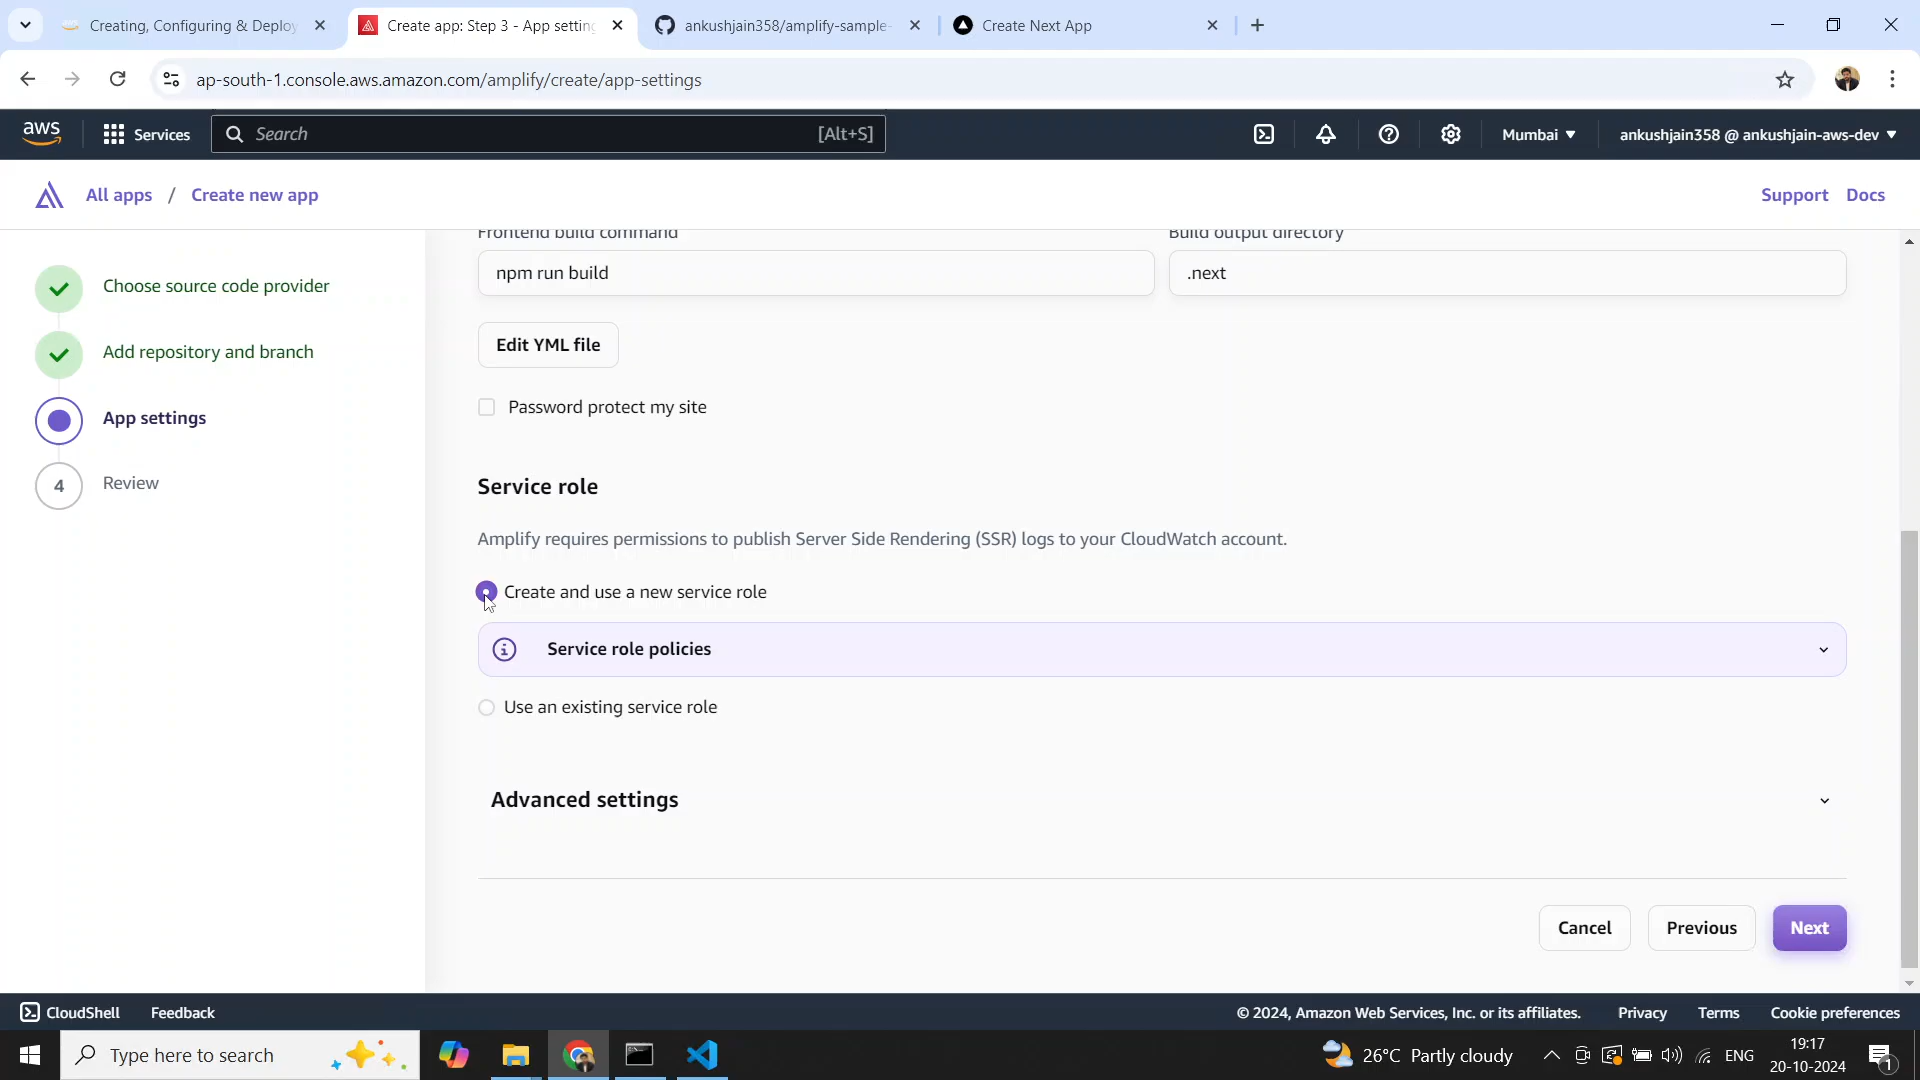 Creating, Configuring & Deploy
Create app: Step 3 - App setting
ankushjain358/amplify-sample-
Create Next App
ap-south-1.console.aws.amazon.com/amplify/create/app-settings
aws
Services
Search
[Alt+S]
Mumbai
ankushjain358 @ ankushjain-aws-dev
All apps / Create new app
Support
Docs
Choose source code provider
Add repository and branch
App settings
4
Review
Frontend build command
Build output directory
npm run build
.next
Edit YML file
Password protect my site
Service role
Amplify requires permissions to publish Server Side Rendering (SSR) logs to your CloudWatch account.
Create and use a new service role
Service role policies
Use an existing service role
Advanced settings
Cancel
Previous
Next
CloudShell
Feedback
© 2024, Amazon Web Services, Inc. or its affiliates.
Privacy
Terms
Cookie preferences
Type here to search
26°C Partly cloudy
ENG
19:17
20-10-2024
1